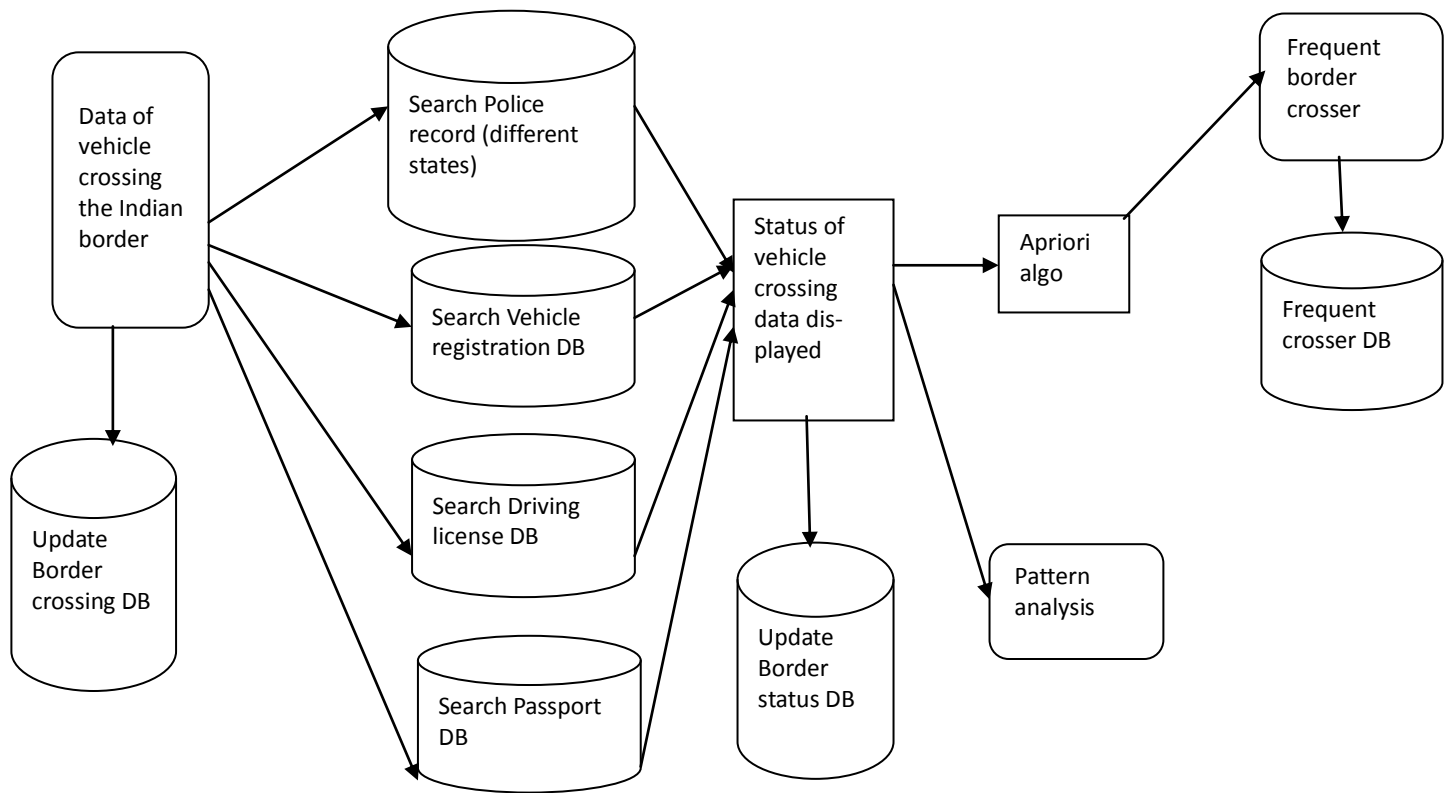 Data of
vehicle
crossing
the Indian
border
Update
Border
crossing DB
Search Police
record (different
states)
Search Vehicle
registration DB
Search Driving
license DB
Search Passport
DB
Status of
vehicle
crossing
data dis-
played
Update
Border
status DB
Apriori
algo
Pattern
analysis
Frequent
border
crosser
Frequent
crosser DB